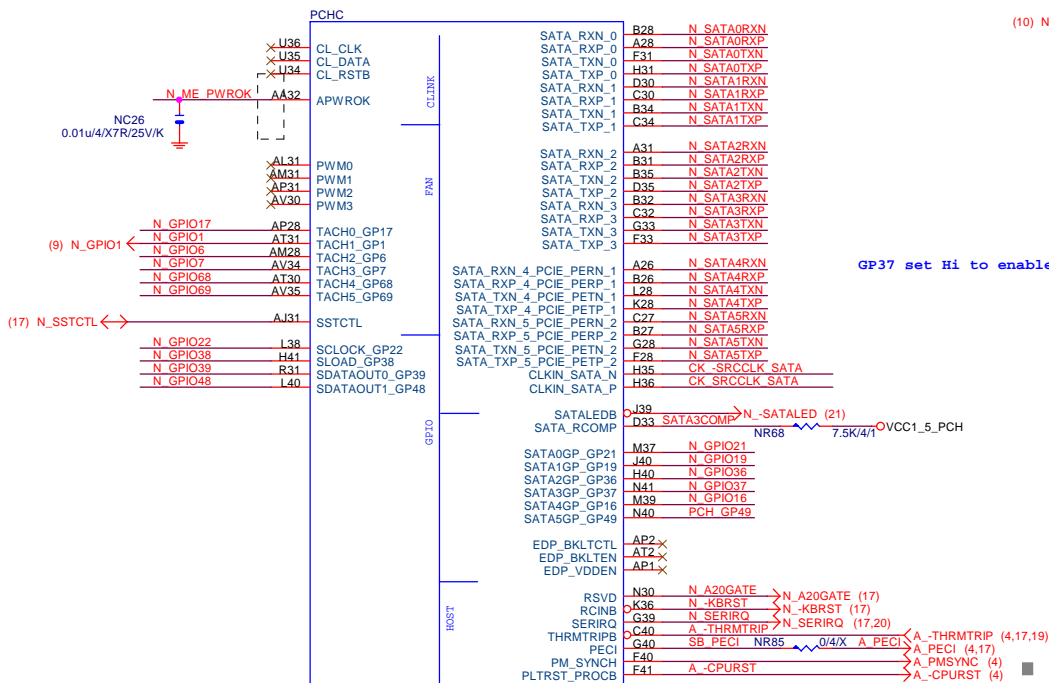 PCHC
(10) N
U36 CL_CLK
U35 CL_DATA
U34 CL_RSTB
N_ME_PWROK AA32 APWROK
CLINK
NC26
0.01u/4/X7R/25V/K
AL31 PWM0
AM31 PWM1
AP31 PWM2
AV30 PWM3
FAN
N_GPIO17 AP28 TACH0_GP17
(9) N_GPIO1 N_GPIO1 AT31 TACH1_GP1
N_GPIO6 AM28 TACH2_GP6
N_GPIO7 AV34 TACH3_GP7
N_GPIO68 AT30 TACH4_GP68
N_GPIO69 AV35 TACH5_GP69
(17) N_SSTCTL AJ31 SSTCTL
N_GPIO22 L38 SCLOCK_GP22
N_GPIO38 H41 SLOAD_GP38
N_GPIO39 R31 SDATAOUT0_GP39
N_GPIO48 L40 SDATAOUT1_GP48
GPIO
HOST
SATA_RXN_0 B28 N_SATA0RXN
SATA_RXP_0 A28 N_SATA0RXP
SATA_TXN_0 F31 N_SATA0TXN
SATA_TXP_0 H31 N_SATA0TXP
SATA_RXN_1 D30 N_SATA1RXN
SATA_RXP_1 C30 N_SATA1RXP
SATA_TXN_1 B34 N_SATA1TXN
SATA_TXP_1 C34 N_SATA1TXP
SATA_RXN_2 A31 N_SATA2RXN
SATA_RXP_2 B31 N_SATA2RXP
SATA_TXN_2 B35 N_SATA2TXN
SATA_TXP_2 D35 N_SATA2TXP
SATA_RXN_3 B32 N_SATA3RXN
SATA_RXP_3 C32 N_SATA3RXP
SATA_TXN_3 G33 N_SATA3TXN
SATA_TXP_3 F33 N_SATA3TXP
SATA_RXN_4_PCIE_PERN_1 A26 N_SATA4RXN
SATA_RXP_4_PCIE_PERP_1 B26 N_SATA4RXP
SATA_TXN_4_PCIE_PETN_1 L28 N_SATA4TXN
SATA_TXP_4_PCIE_PETP_1 K28 N_SATA4TXP
SATA_RXN_5_PCIE_PERN_2 C27 N_SATA5RXN
SATA_RXP_5_PCIE_PERP_2 B27 N_SATA5RXP
SATA_TXN_5_PCIE_PETN_2 G28 N_SATA5TXN
SATA_TXP_5_PCIE_PETP_2 F28 N_SATA5TXP
CLKIN_SATA_N H35 CK_-SRCCLK_SATA
CLKIN_SATA_P H36 CK_SRCCLK_SATA
GP37 set Hi to enable
SATALEDB J39 N_-SATALED (21)
SATA_RCOMP D33 SATA3COMP NR68 7.5K/4/1 VCC1_5_PCH
SATA0GP_GP21 M37 N_GPIO21
SATA1GP_GP19 J40 N_GPIO19
SATA2GP_GP36 H40 N_GPIO36
SATA3GP_GP37 N41 N_GPIO37
SATA4GP_GP16 M39 N_GPIO16
SATA5GP_GP49 N40 PCH_GP49
EDP_BKLTCTL AP2
EDP_BKLTEN AT2
EDP_VDDEN AP1
RSVD N30 N_A20GATE N_A20GATE (17)
RCINB K36 N_-KBRST N_-KBRST (17)
SERIRQ G39 N_SERIRQ N_SERIRQ (17,20)
THRMTRIPB C40 A_-THRMTRIP A_-THRMTRIP (4,17,19)
PECI G40 SB_PECI NR85 0/4/X A_PECI A_PECI (4,17)
PM_SYNCH F40 A_PMSYNC (4)
PLTRST_PROCB F41 A_-CPURST A_-CPURST (4)